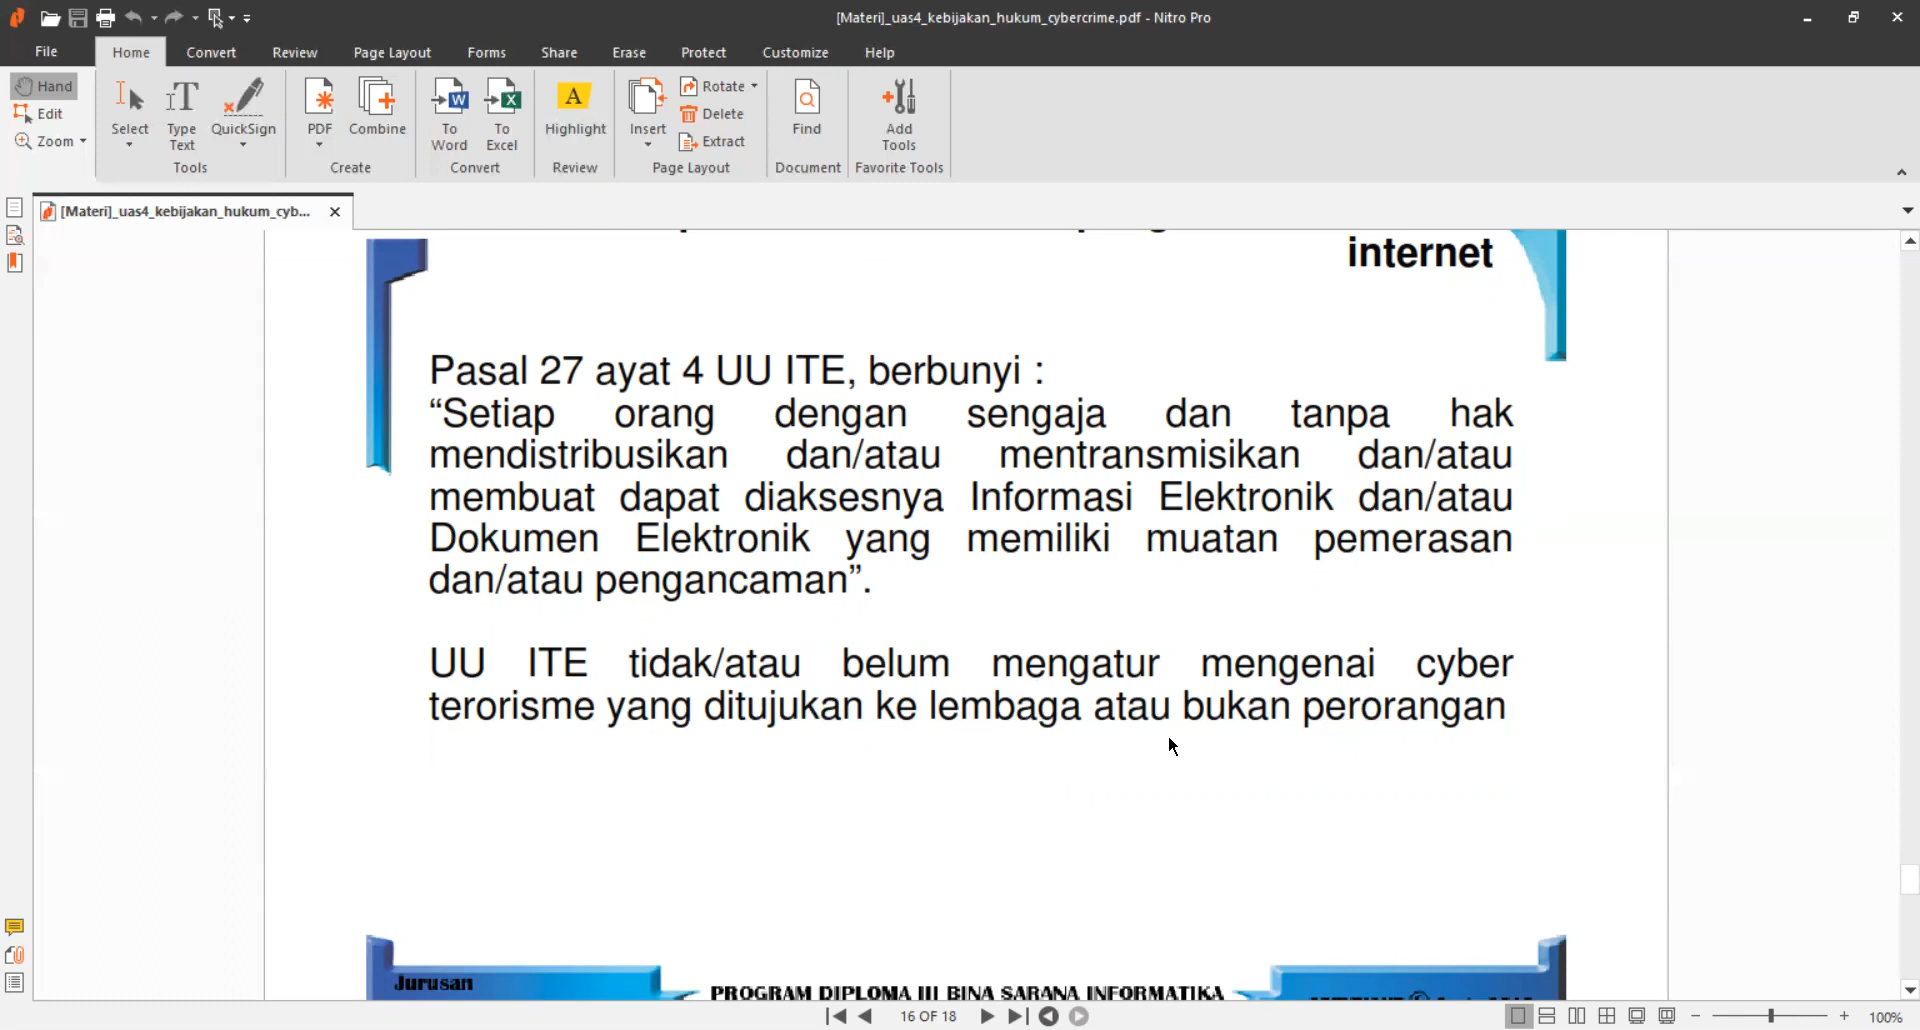 [Materi]_uas4_kebijakan_hukum_cybercrime.pdf - Nitro Pro
File Home Convert Review Page Layout Forms Share Erase Protect Customize Help
Hand
Edit
Zoom
Select
Type Text
QuickSign
Tools
PDF
Combine
Create
To Word
To Excel
Convert
Highlight
Review
Insert
Rotate
Delete
Extract
Page Layout
Find
Document
Add Tools
Favorite Tools
[Materi]_uas4_kebijakan_hukum_cyb...
internet
Pasal 27 ayat 4 UU ITE, berbunyi :
“Setiap orang dengan sengaja dan tanpa hak
mendistribusikan dan/atau mentransmisikan dan/atau
membuat dapat diaksesnya Informasi Elektronik dan/atau
Dokumen Elektronik yang memiliki muatan pemerasan
dan/atau pengancaman”.
UU ITE tidak/atau belum mengatur mengenai cyber
terorisme yang ditujukan ke lembaga atau bukan perorangan
Jurusan
PROGRAM DIPLOMA III BINA SARANA INFORMATIKA
16 OF 18
100%